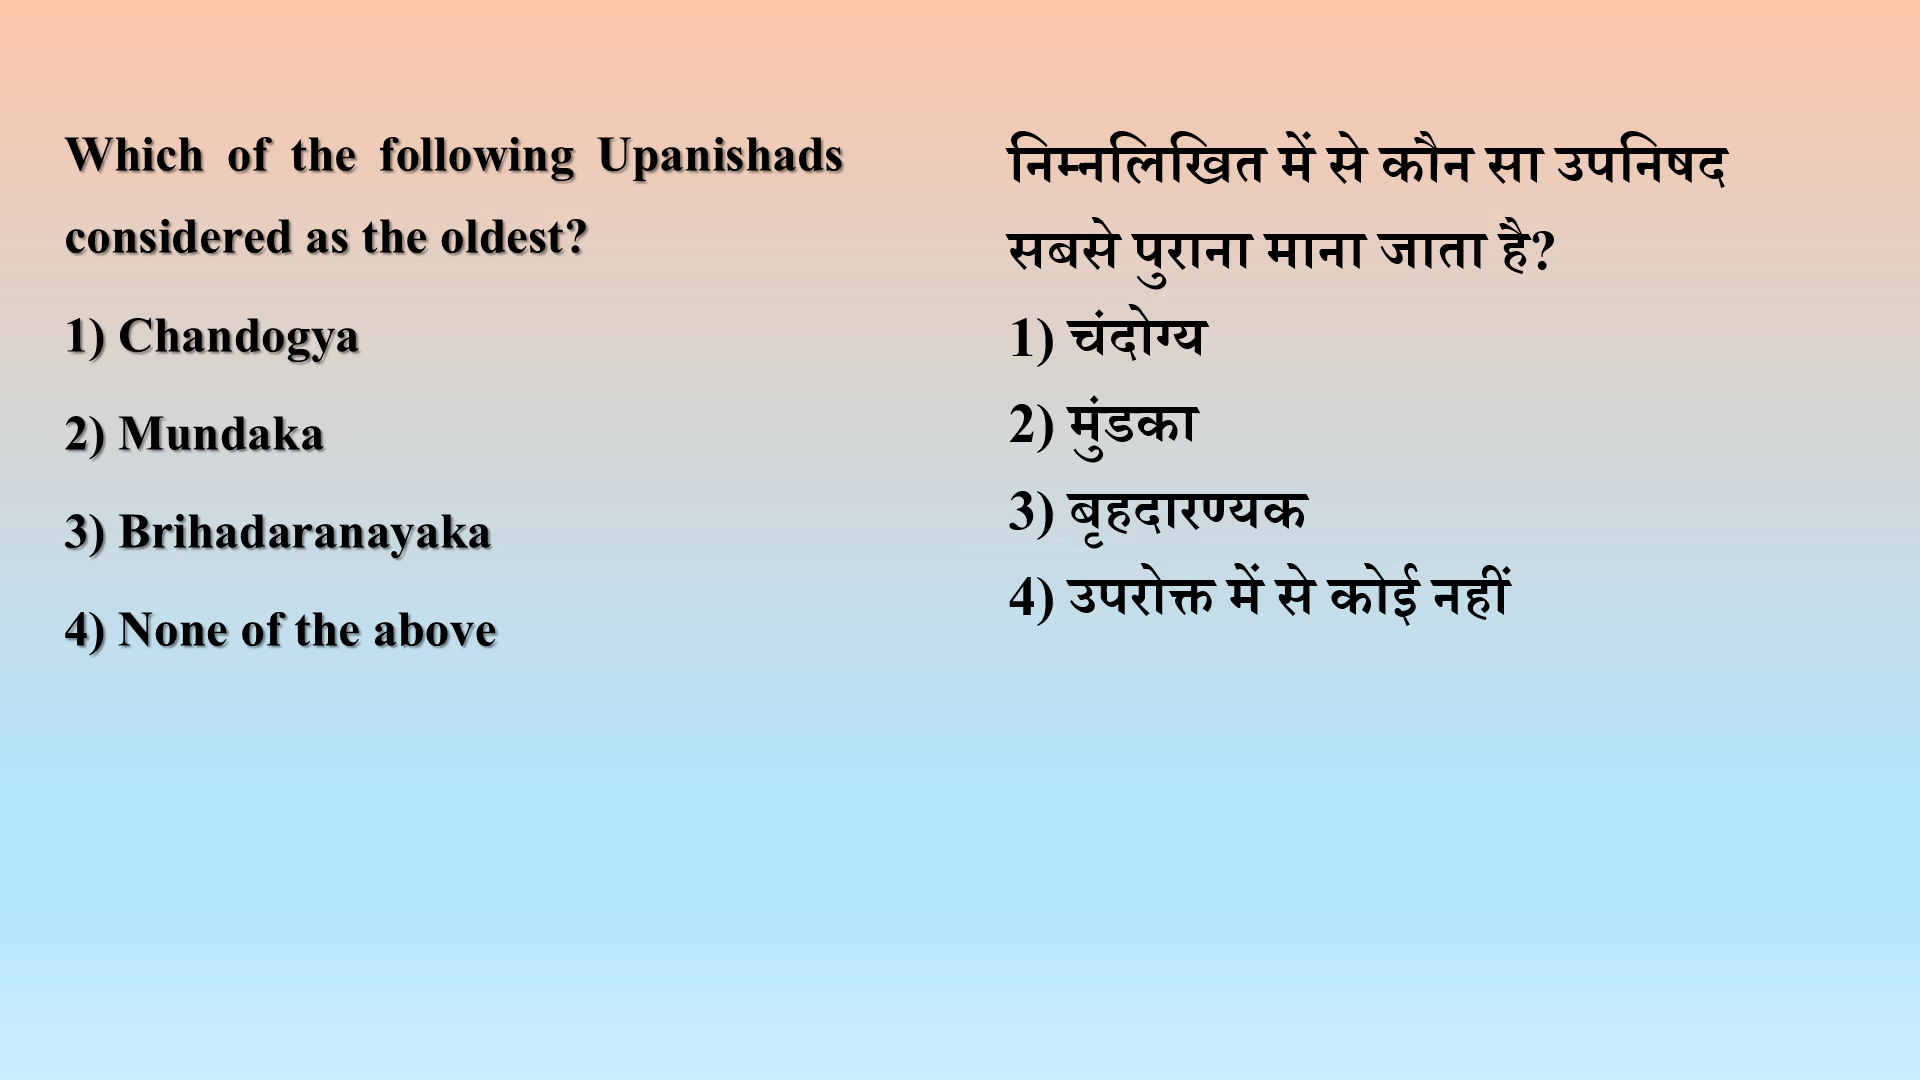 Which of the following Upanishads
considered as the oldest?
1) Chandogya
2) Mundaka
3) Brihadaranayaka
4) None of the above
निम्नलिखित में से कौन सा उपनिषद
सबसे पुराना माना जाता है?
1) चंदोग्य
2) मुंडका
3) बृहदारण्यक
4) उपरोक्त में से कोई नहीं